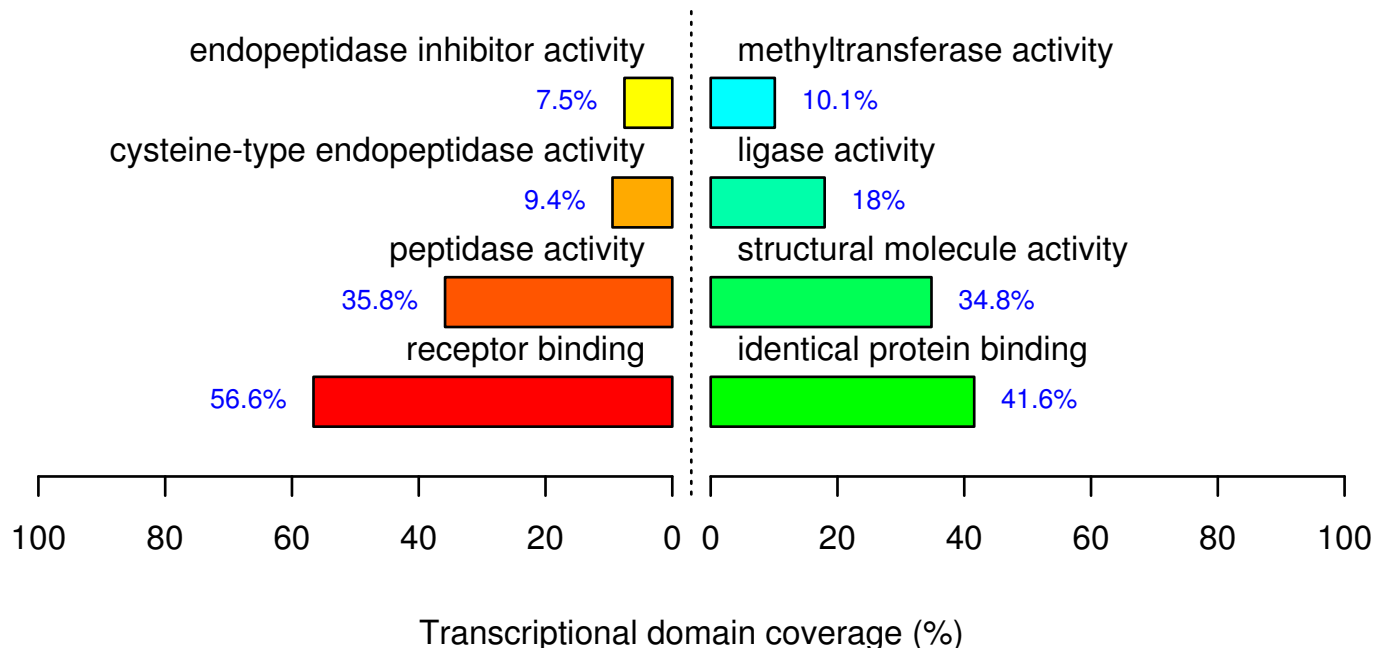 endopeptidase inhibitor activity methyltransferase activity
7.5% 10.1%
cysteine-type endopeptidase activity ligase activity
9.4% 18%
peptidase activity structural molecule activity
35.8% 34.8%
receptor binding identical protein binding
56.6% 41.6%
100 80 60 40 20 0 0 20 40 60 80 100
Transcriptional domain coverage (%)